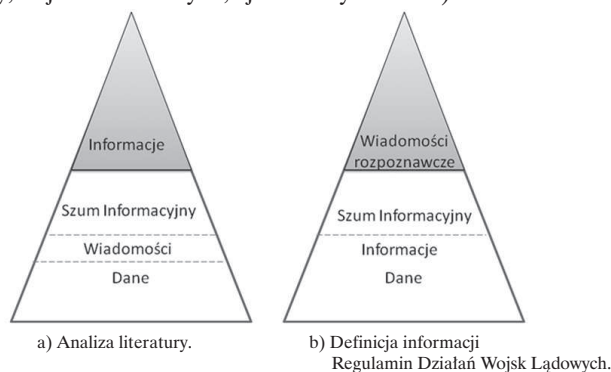 Informacje
Szum Informacyjny
Wiadomości
Dane
a) Analiza literatury.
Wiadomości
rozpoznawcze
Szum Informacyjny
Informacje
Dane
b) Definicja informacji
Regulamin Działań Wojsk Lądowych.